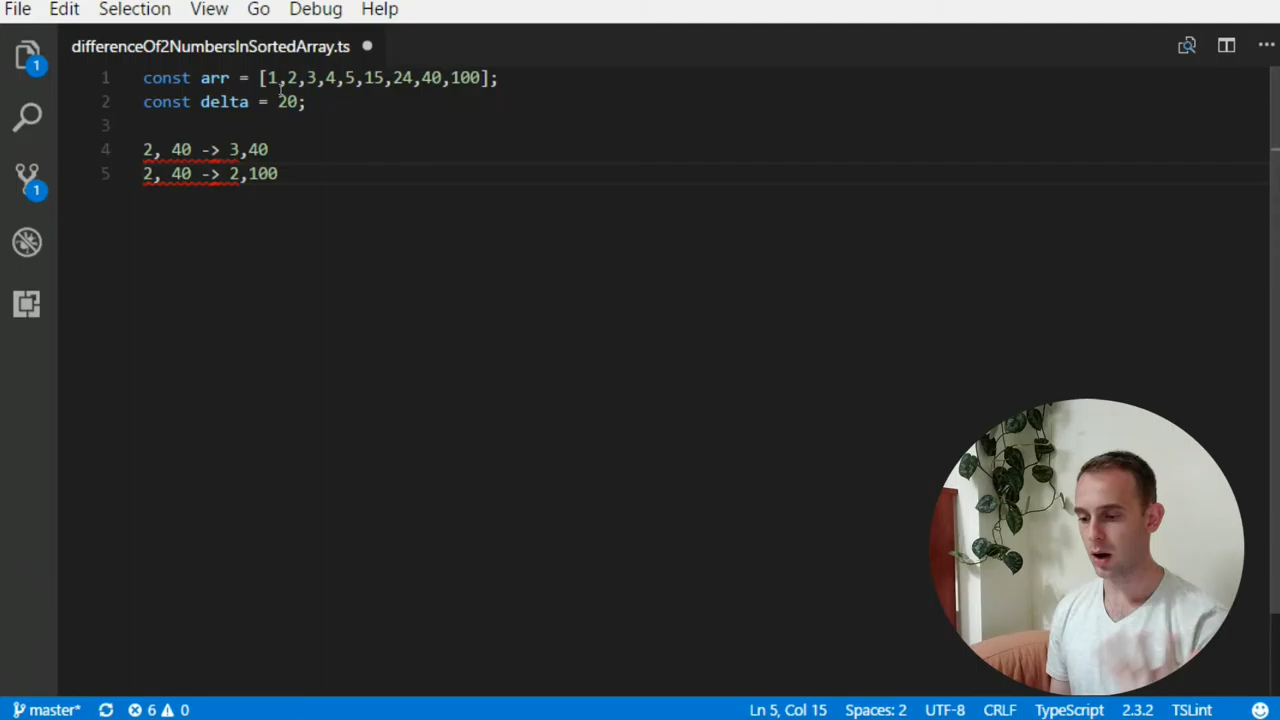 File Edit Selection View Go Debug Help
differenceOf2NumbersInSortedArray.ts
1 const arr = [1,2,3,4,5,15,24,40,100];
2 const delta = 20;
3
4 2, 40 -> 3,40
5 2, 40 -> 2,100
1
1
master* 6 0 Ln 5, Col 15 Spaces: 2 UTF-8 CRLF TypeScript 2.3.2 TSLint